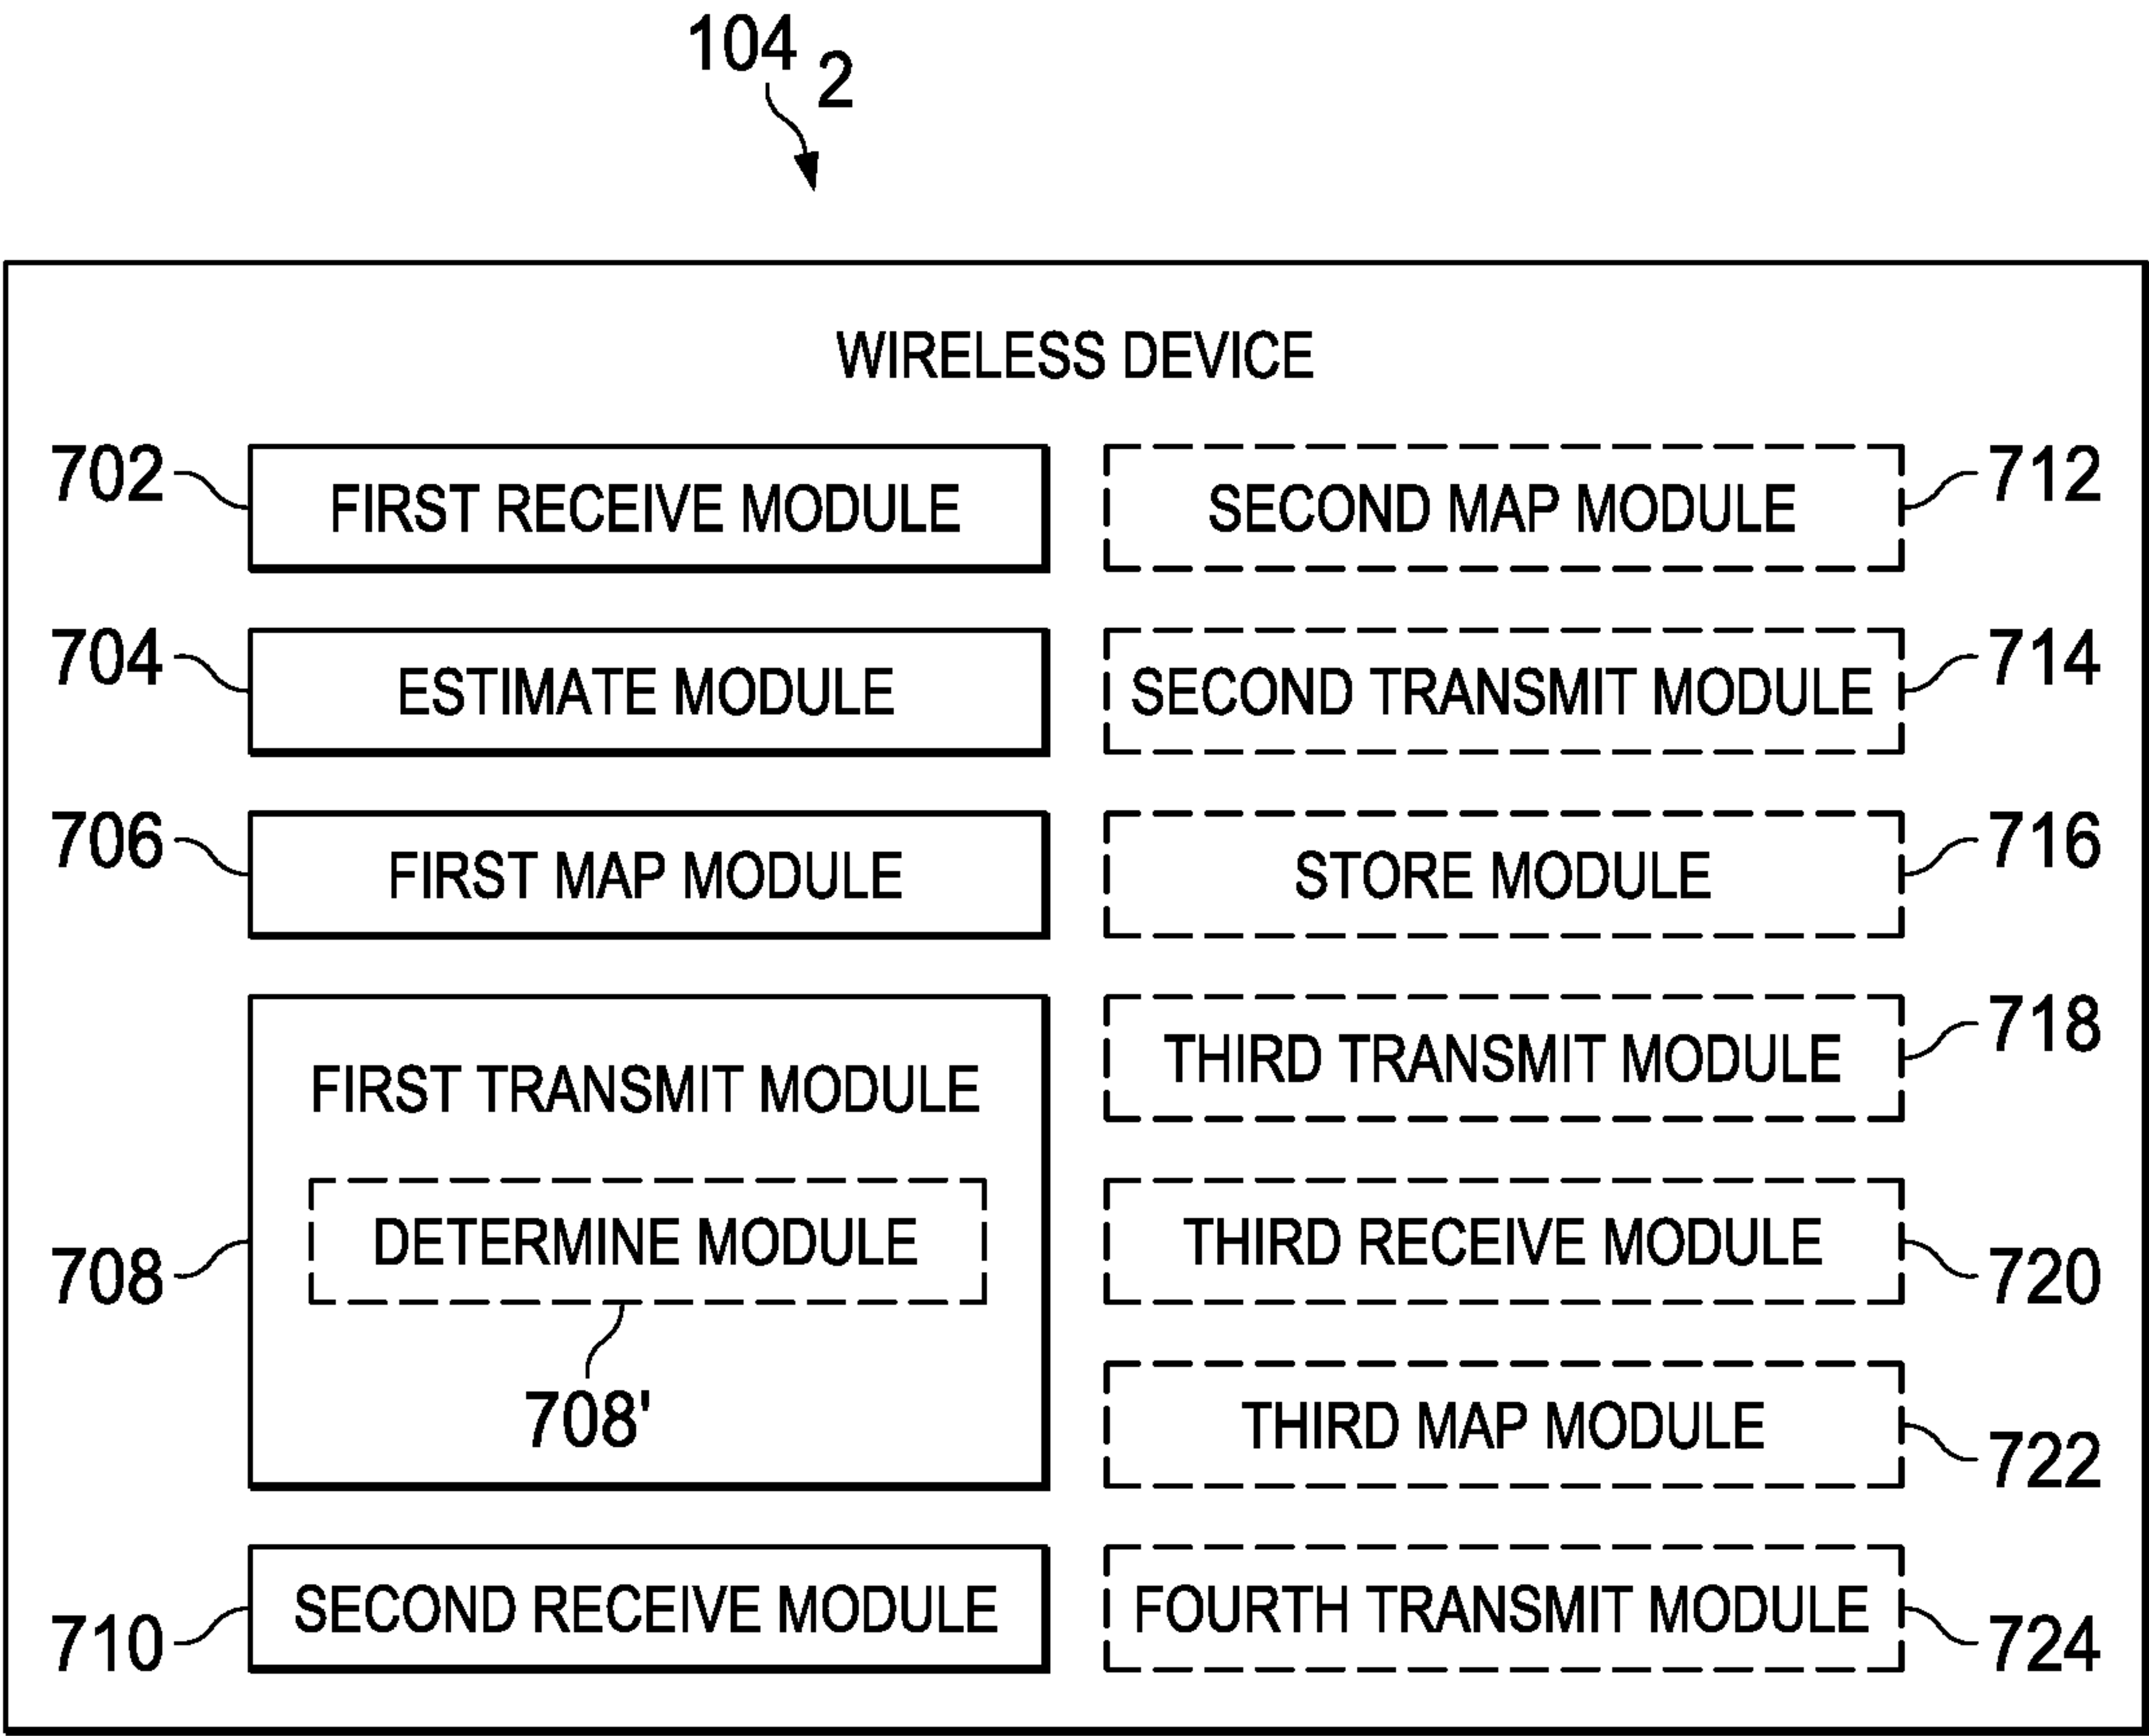 104 2
WIRELESS DEVICE
702 FIRST RECEIVE MODULE
SECOND MAP MODULE 712
704 ESTIMATE MODULE
SECOND TRANSMIT MODULE 714
706 FIRST MAP MODULE
STORE MODULE 716
FIRST TRANSMIT MODULE
THIRD TRANSMIT MODULE 718
708 DETERMINE MODULE
708'
THIRD RECEIVE MODULE 720
THIRD MAP MODULE 722
710 SECOND RECEIVE MODULE
FOURTH TRANSMIT MODULE 724